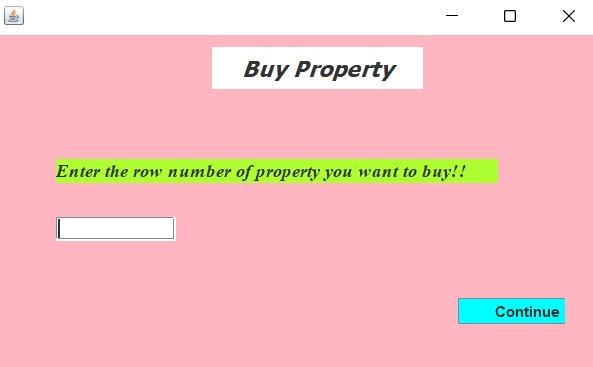 Buy Property
Enter the row number of property you want to buy!!
Continue